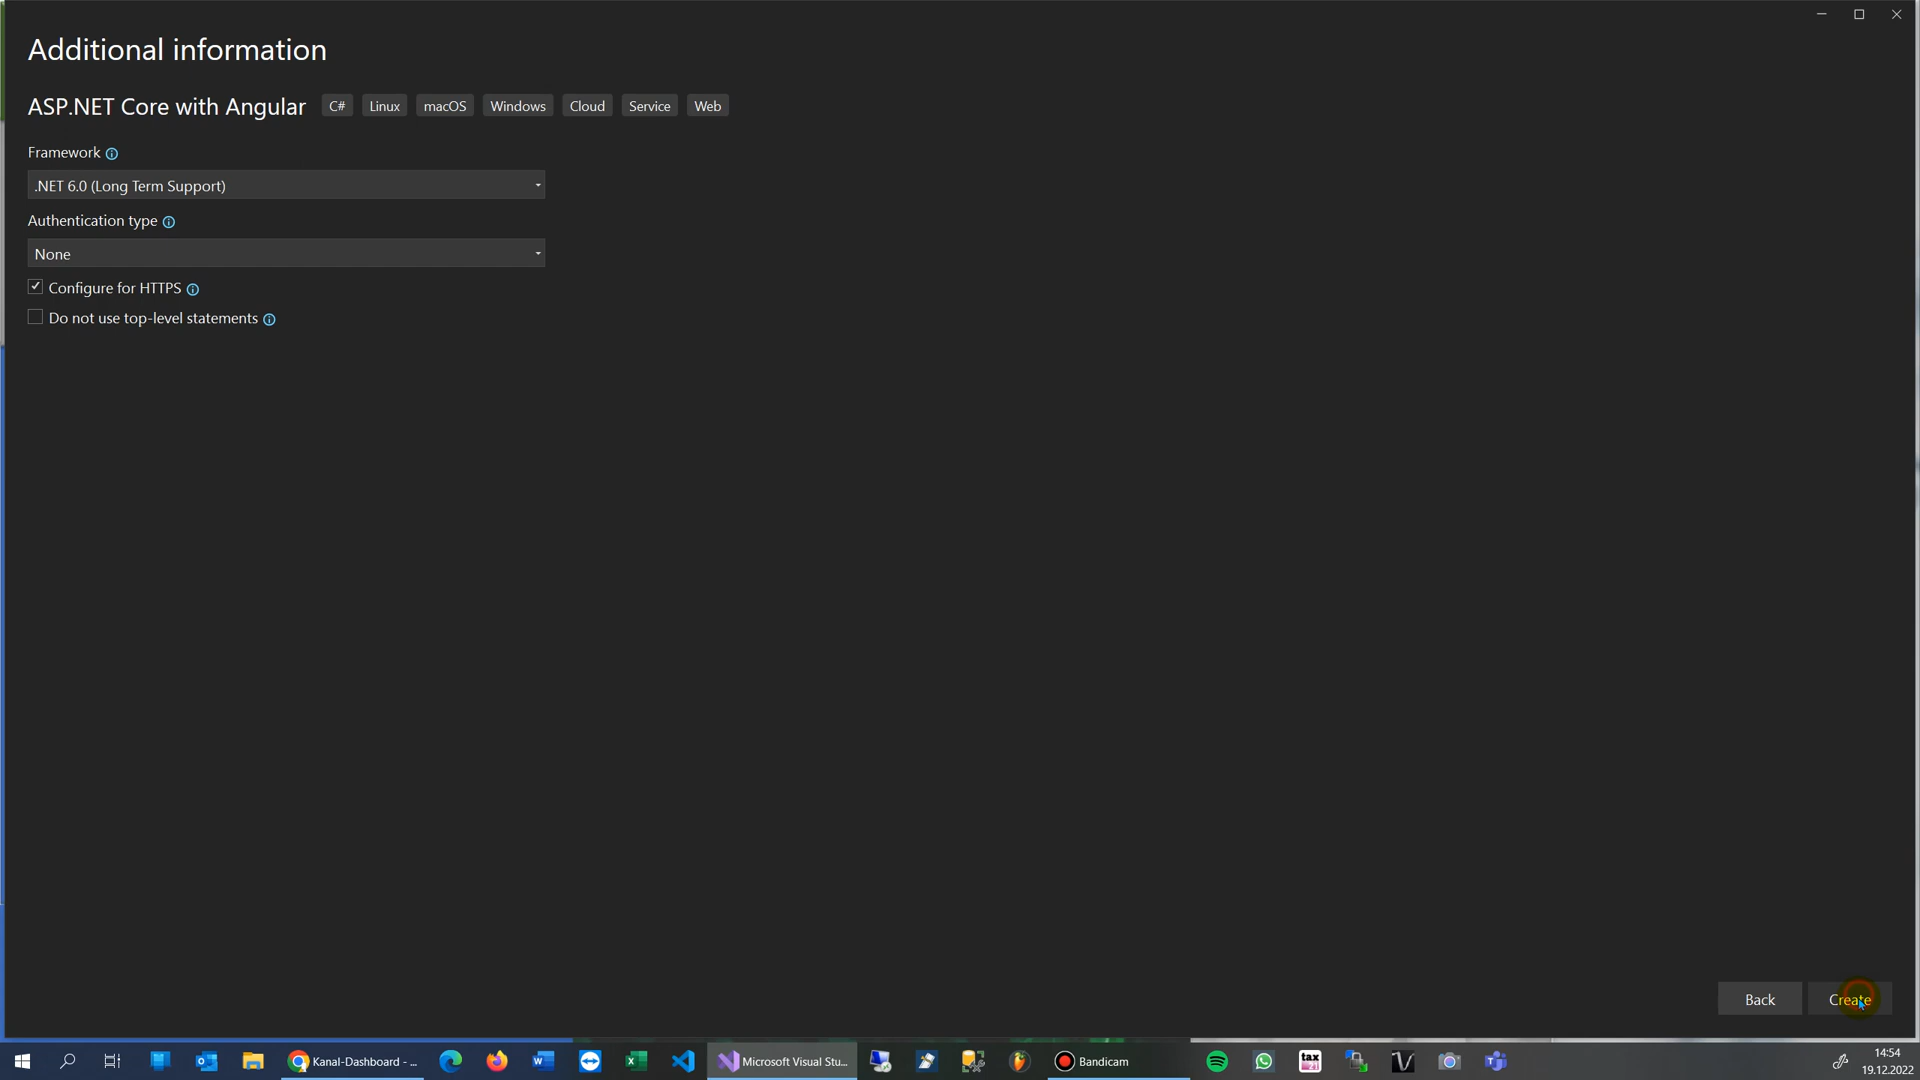 Additional information
ASP.NET Core with Angular C# Linux macOS Windows Cloud Service Web
Framework
.NET 6.0 (Long Term Support)
Authentication type
None
Configure for HTTPS
Do not use top-level statements
Back Create
Kanal-Dashboard - ... Microsoft Visual Stu... Bandicam tax
14:54
19.12.2022